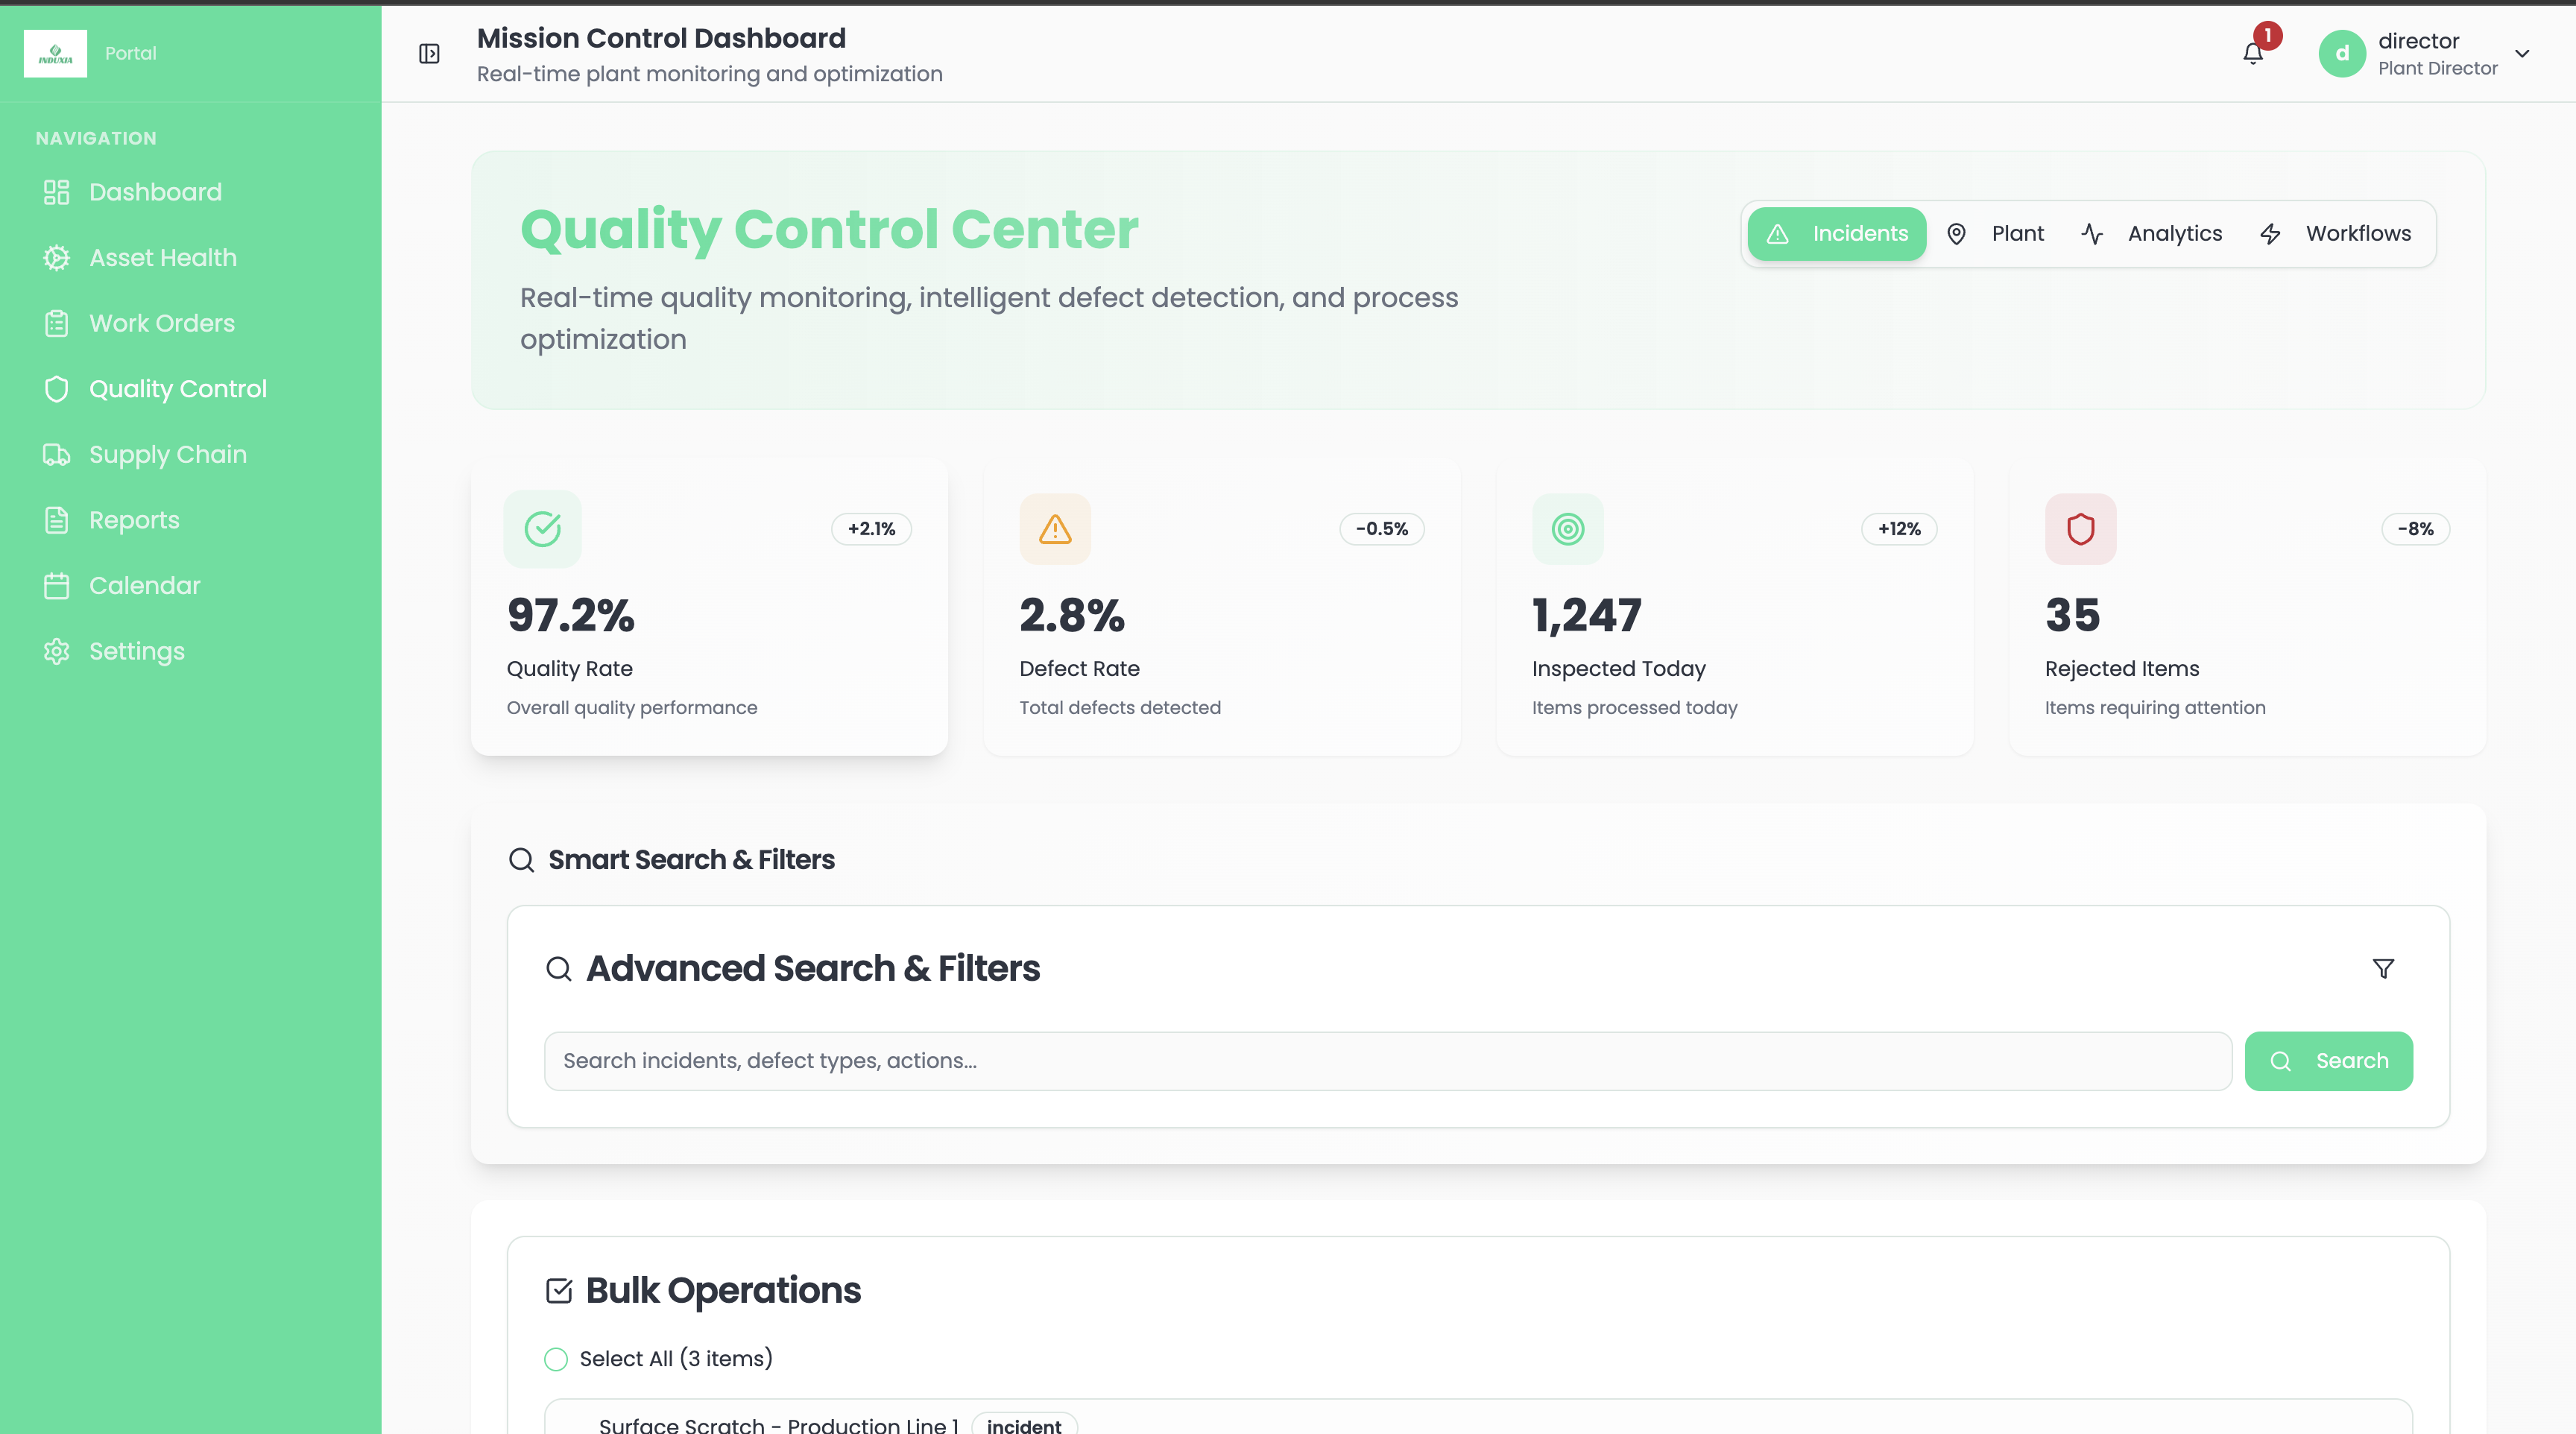 INDUXIA
Portal
NAVIGATION
Dashboard
Asset Health
Work Orders
Quality Control
Supply Chain
Reports
Calendar
Settings
Mission Control Dashboard
Real-time plant monitoring and optimization
1
d
director
Plant Director
Quality Control Center
Real-time quality monitoring, intelligent defect detection, and process
optimization
Incidents
Plant
Analytics
Workflows
+2.1%
97.2%
Quality Rate
Overall quality performance
-0.5%
2.8%
Defect Rate
Total defects detected
+12%
1,247
Inspected Today
Items processed today
-8%
35
Rejected Items
Items requiring attention
Smart Search & Filters
Advanced Search & Filters
Search incidents, defect types, actions...
Search
Bulk Operations
Select All (3 items)
Surface Scratch - Production Line 1
incident